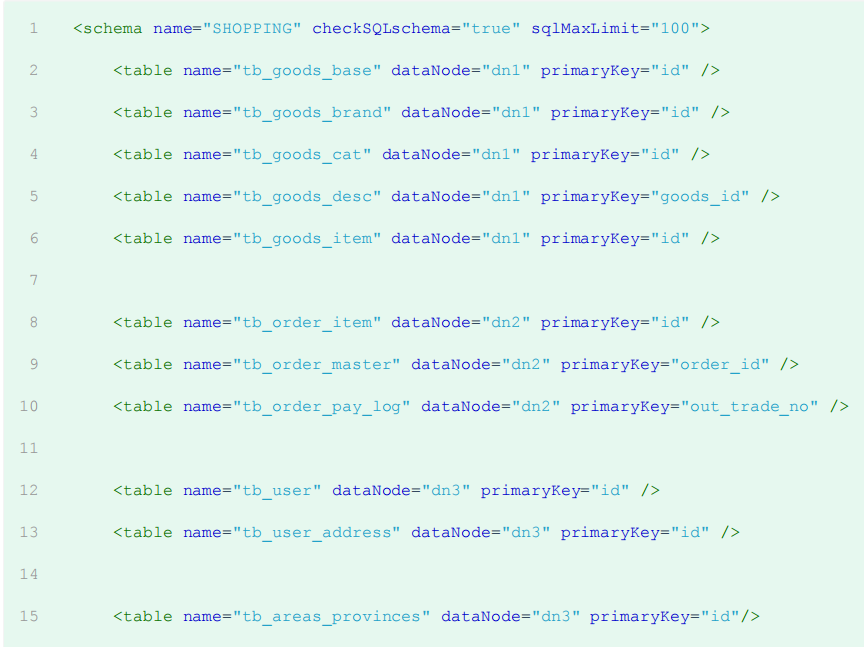 1 <schema name="SHOPPING" checkSQLschema="true" sqlMaxLimit="100">
2 <table name="tb_goods_base" dataNode="dn1" primaryKey="id" />
3 <table name="tb_goods_brand" dataNode="dn1" primaryKey="id" />
4 <table name="tb_goods_cat" dataNode="dn1" primaryKey="id" />
5 <table name="tb_goods_desc" dataNode="dn1" primaryKey="goods_id" />
6 <table name="tb_goods_item" dataNode="dn1" primaryKey="id" />
7
8 <table name="tb_order_item" dataNode="dn2" primaryKey="id" />
9 <table name="tb_order_master" dataNode="dn2" primaryKey="order_id" />
10 <table name="tb_order_pay_log" dataNode="dn2" primaryKey="out_trade_no" />
11
12 <table name="tb_user" dataNode="dn3" primaryKey="id" />
13 <table name="tb_user_address" dataNode="dn3" primaryKey="id" />
14
15 <table name="tb_areas_provinces" dataNode="dn3" primaryKey="id"/>